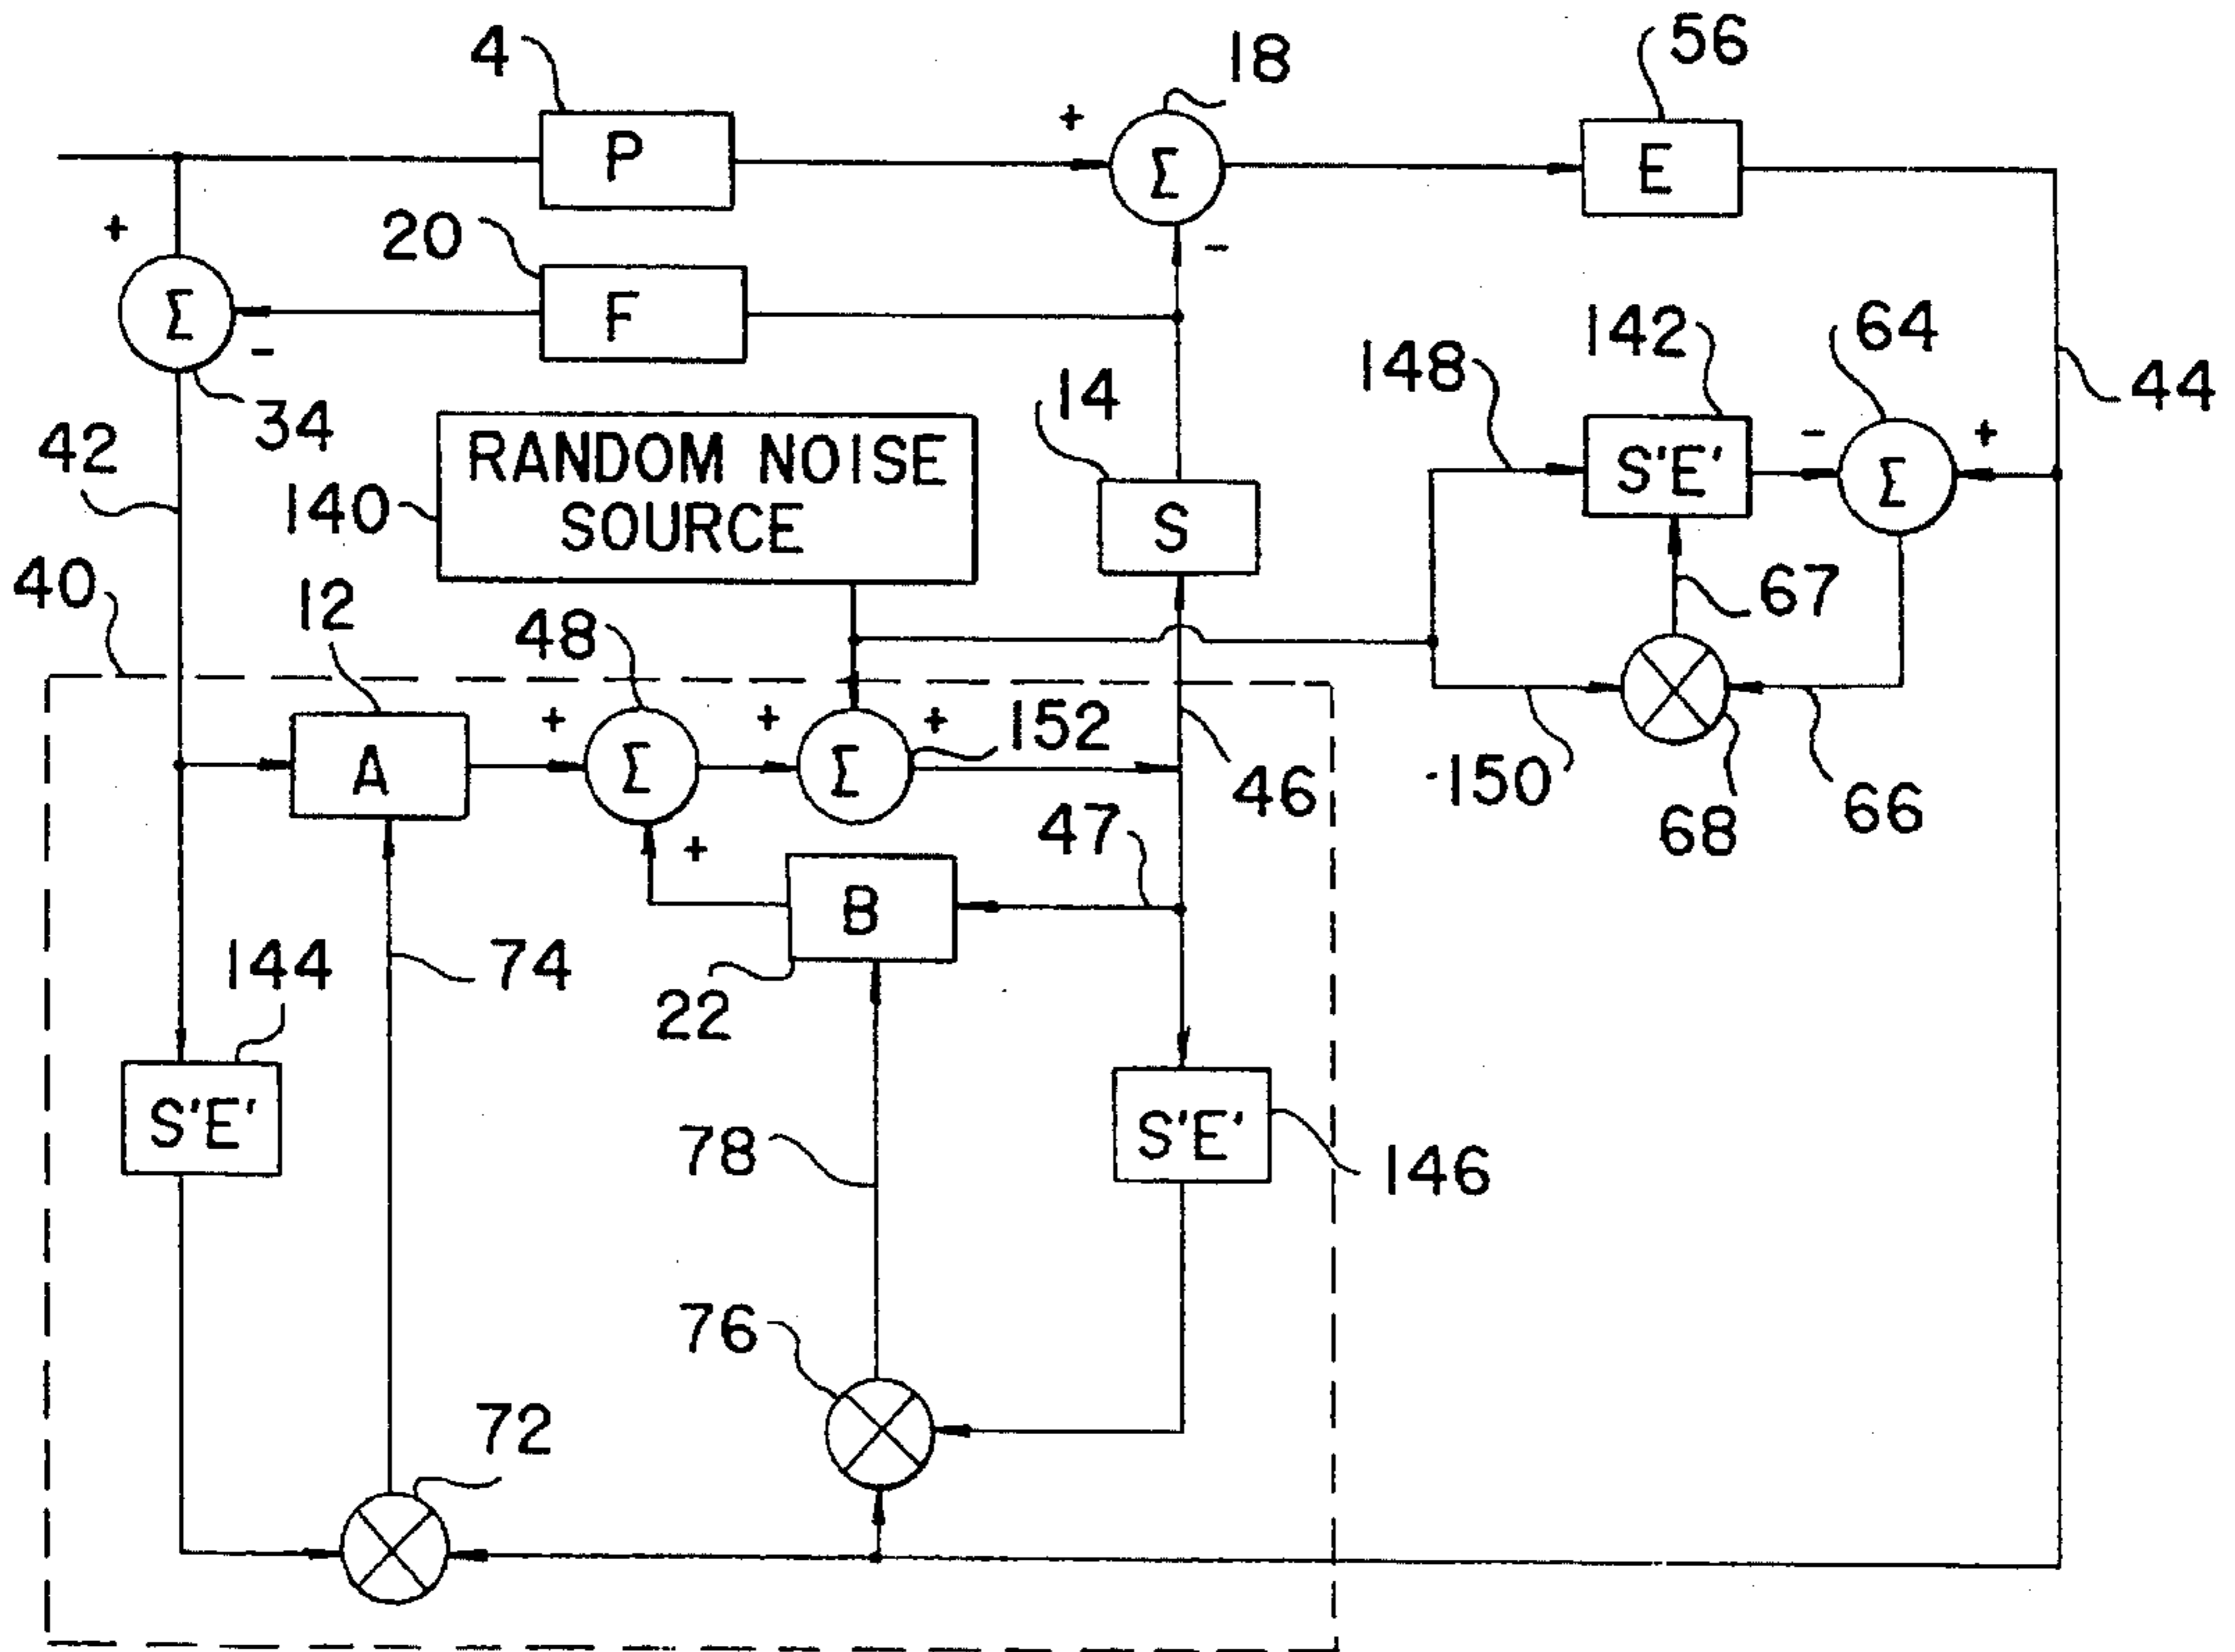 4
18
56
+
P
Σ
E
+
20
-
Σ
F
-
34
142
64
148
14
44
42
RANDOM NOISE
SOURCE
140
S
S'E'
-
Σ
+
67
40
12
48
A
+
Σ
+
Σ
+
152
46
150
68
66
+
47
B
144
74
22
S'E'
78
S'E'
146
76
72